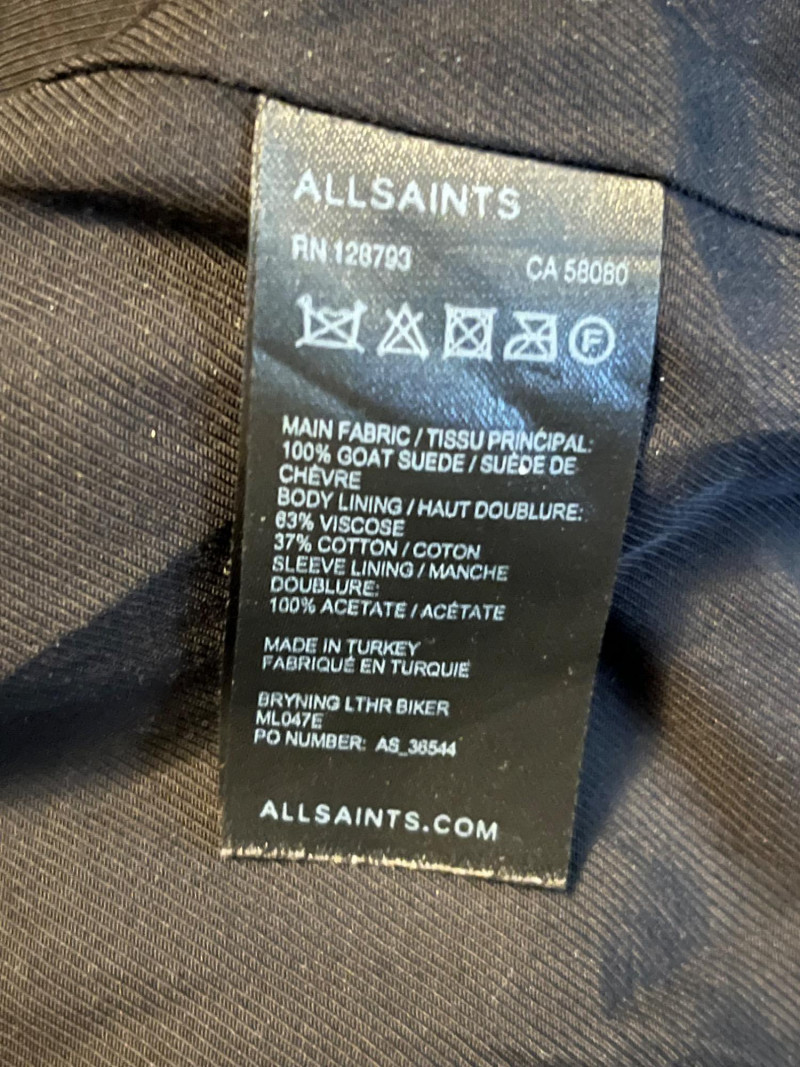 ALLSAINTS
RN 128793
CA 58080
F
MAIN FABRIC / TISSU PRINCIPAL:
100% GOAT SUEDE / SUÈDE DE
CHÈVRE
BODY LINING / HAUT DOUBLURE:
63% VISCOSE
37% COTTON / COTON
SLEEVE LINING / MANCHE
DOUBLURE:
100% ACETATE / ACÉTATE
MADE IN TURKEY
FABRIQUÉ EN TURQUIE
BRYNING LTHR BIKER
ML047E
PO NUMBER: AS_36544
ALLSAINTS.COM